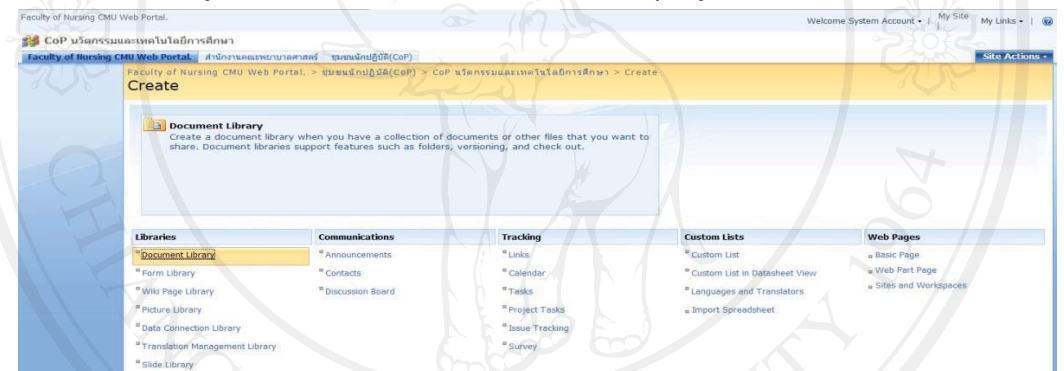 Faculty of Nursing CMU Web Portal.
Welcome System Account
My Site
My Links
CoP นวัตกรรมและเทคโนโลยีการศึกษา
Faculty of Nursing CMU Web Portal.
สำนักงานคณะพยาบาลศาสตร์
ชุมชนนักปฏิบัติ(CoP)
Site Actions
Faculty of Nursing CMU Web Portal. > ชุมชนนักปฏิบัติ(CoP) > CoP นวัตกรรมและเทคโนโลยีการศึกษา > Create
Create
Document Library
Create a document library when you have a collection of documents or other files that you want to
share. Document libraries support features such as folders, versioning, and check out.
Libraries
Document Library
Form Library
Wiki Page Library
Picture Library
Data Connection Library
Translation Management Library
Slide Library
Communications
Announcements
Contacts
Discussion Board
Tracking
Links
Calendar
Tasks
Project Tasks
Issue Tracking
Survey
Custom Lists
Custom List
Custom List in Datasheet View
Languages and Translators
Import Spreadsheet
Web Pages
Basic Page
Web Part Page
Sites and Workspaces